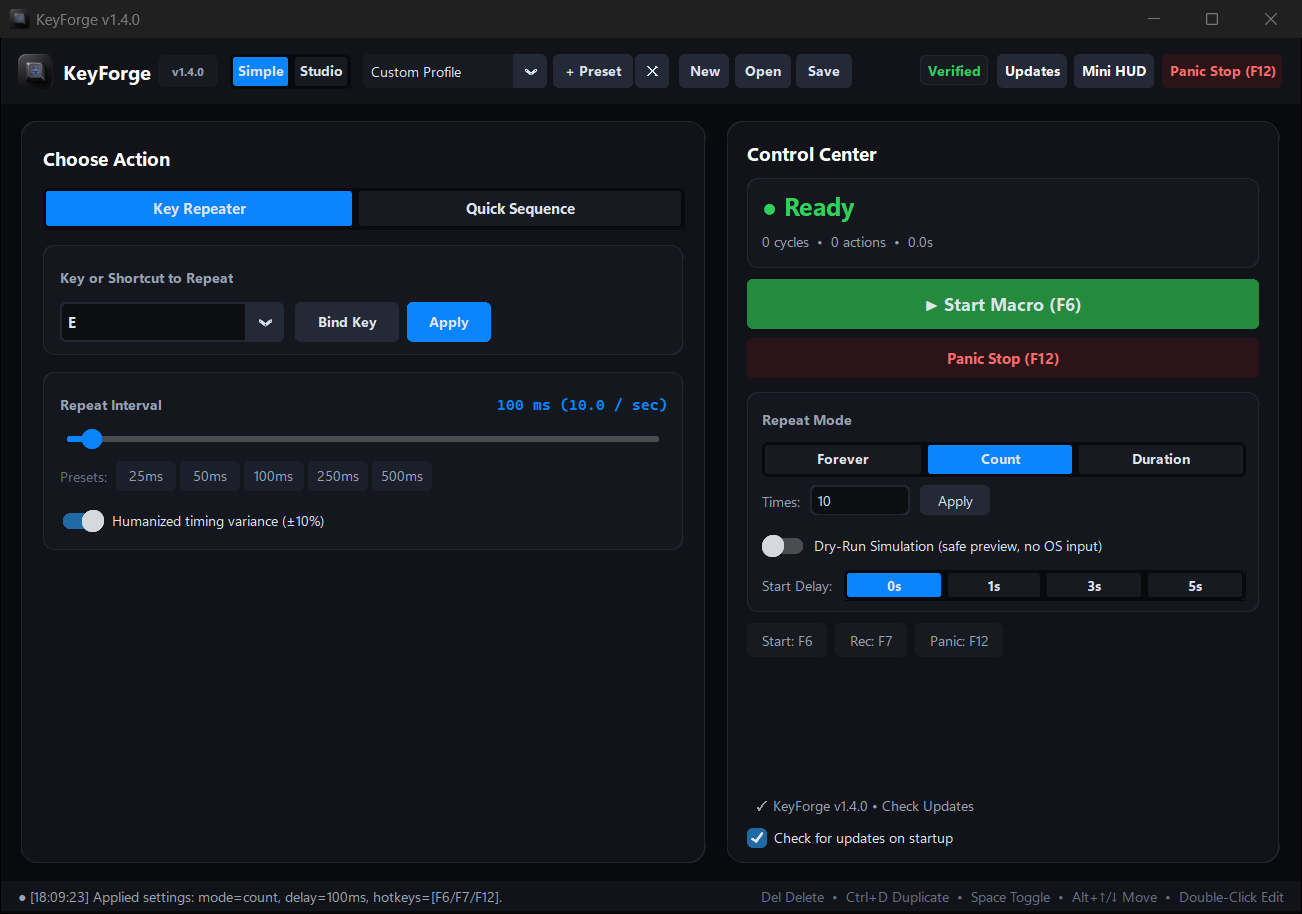 KeyForge v1.4.0
KeyForge v1.4.0 Simple Studio Custom Profile + Preset New Open Save Verified Updates Mini HUD Panic Stop (F12)
Choose Action
Key Repeater Quick Sequence
Key or Shortcut to Repeat
E Bind Key Apply
Repeat Interval 100 ms (10.0 / sec)
Presets: 25ms 50ms 100ms 250ms 500ms
Humanized timing variance (±10%)
Control Center
● Ready
0 cycles • 0 actions • 0.0s
► Start Macro (F6)
Panic Stop (F12)
Repeat Mode
Forever Count Duration
Times: 10 Apply
Dry-Run Simulation (safe preview, no OS input)
Start Delay: 0s 1s 3s 5s
Start: F6 Rec: F7 Panic: F12
✓ KeyForge v1.4.0 • Check Updates
Check for updates on startup
● [18:09:23] Applied settings: mode=count, delay=100ms, hotkeys=[F6/F7/F12]. Del Delete • Ctrl+D Duplicate • Space Toggle • Alt+↑/↓ Move • Double-Click Edit